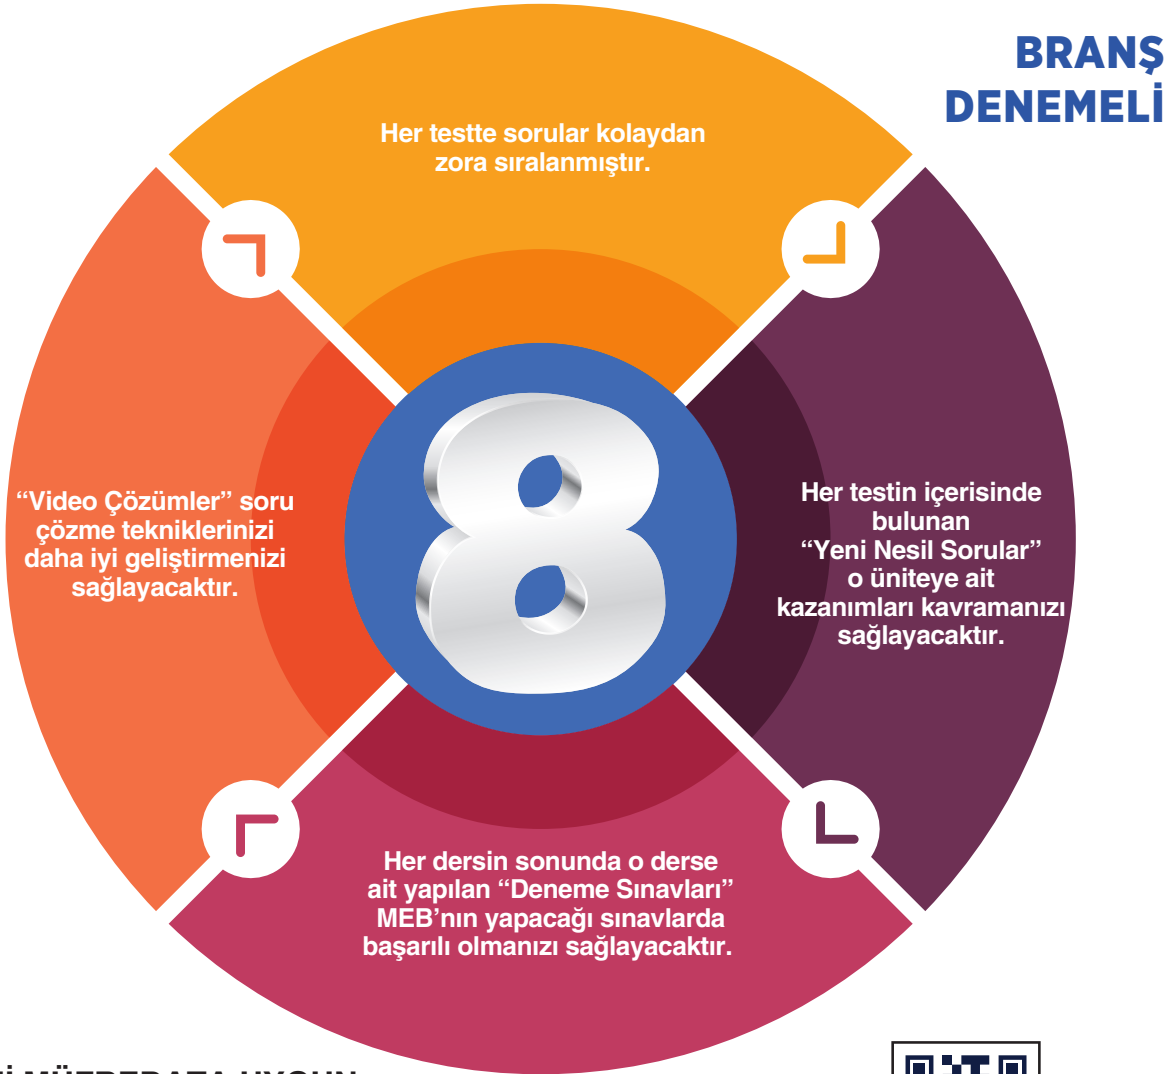 BRANŞ
DENEMELİ
Her testte sorular kolaydan
zora sıralanmıştır.
“Video Çözümler” soru
çözme tekniklerinizi
daha iyi geliştirmenizi
sağlayacaktır.
8
Her testin içerisinde
bulunan
“Yeni Nesil Sorular”
o üniteye ait
kazanımları kavramanızı
sağlayacaktır.
Her dersin sonunda o derse
ait yapılan “Deneme Sınavları”
MEB’nın yapacağı sınavlarda
başarılı olmanızı sağlayacaktır.